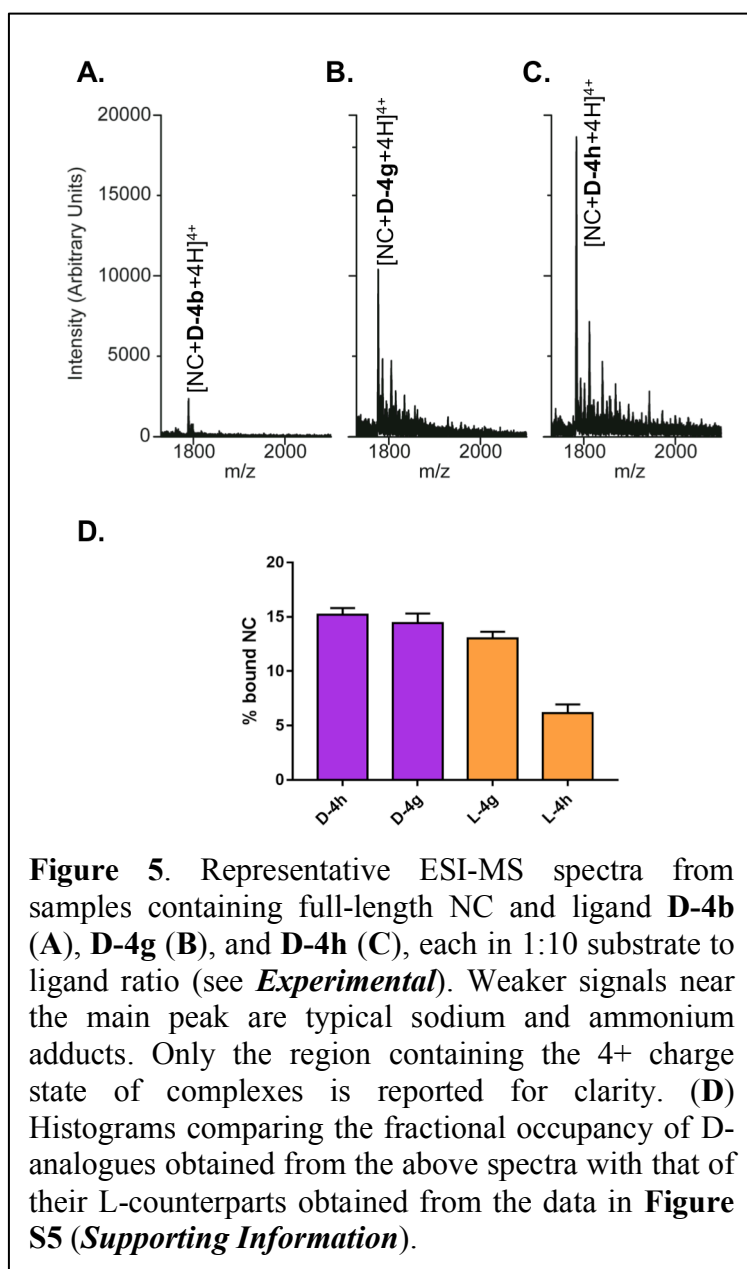 A.
B.
C.
[NC+D-4b+4H]⁴⁺
[NC+D-4g+4H]⁴⁺
[NC+D-4h+4H]⁴⁺
Intensity (Arbitrary Units)
20000
15000
10000
5000
0
1800 2000
m/z
1800 2000
m/z
1800 2000
m/z
D.
% bound NC
20
15
10
5
0
D-4h
D-4g
L-4g
L-4h
Figure 5. Representative ESI-MS spectra from
samples containing full-length NC and ligand D-4b
(A), D-4g (B), and D-4h (C), each in 1:10 substrate to
ligand ratio (see Experimental). Weaker signals near
the main peak are typical sodium and ammonium
adducts. Only the region containing the 4+ charge
state of complexes is reported for clarity. (D)
Histograms comparing the fractional occupancy of D-
analogues obtained from the above spectra with that of
their L-counterparts obtained from the data in Figure
S5 (Supporting Information).